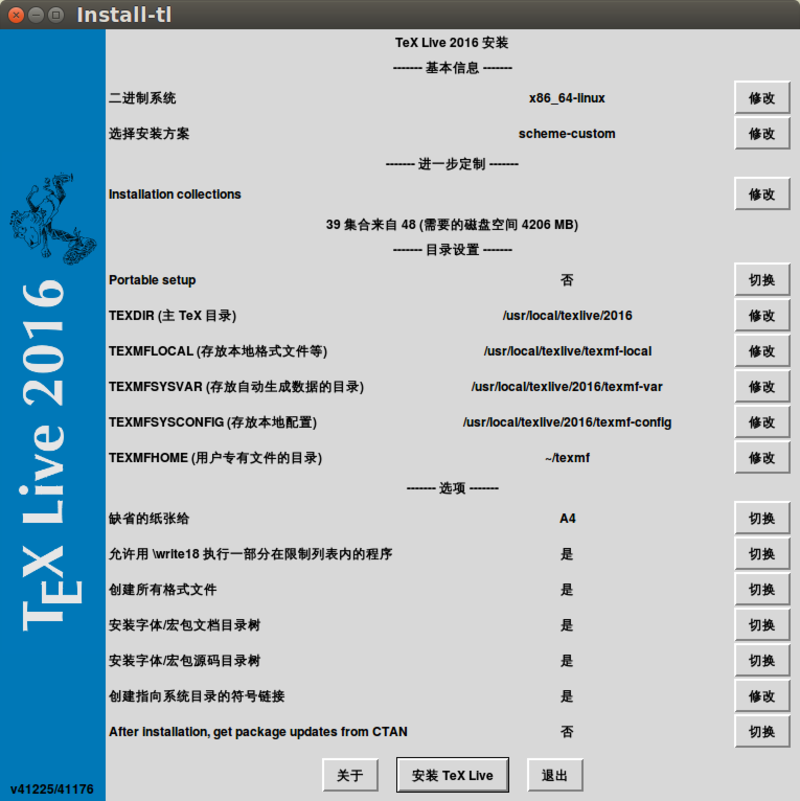 Install-tl
TeX Live 2016 安装
------- 基本信息 -------
二进制系统 x86_64-linux 修改
选择安装方案 scheme-custom 修改
------- 进一步定制 -------
Installation collections 修改
39 集合来自 48 (需要的磁盘空间 4206 MB)
------- 目录设置 -------
Portable setup 否 切换
TEXDIR (主 TeX 目录) /usr/local/texlive/2016 修改
TEXMFLOCAL (存放本地格式文件等) /usr/local/texlive/texmf-local 修改
TEXMFSYSVAR (存放自动生成数据的目录) /usr/local/texlive/2016/texmf-var 修改
TEXMFSYSCONFIG (存放本地配置) /usr/local/texlive/2016/texmf-config 修改
TEXMFHOME (用户专有文件的目录) ~/texmf 修改
------- 选项 -------
缺省的纸张给 A4 切换
允许用 \write18 执行一部分在限制列表内的程序 是 切换
创建所有格式文件 是 切换
安装字体/宏包文档目录树 是 切换
安装字体/宏包源码目录树 是 切换
创建指向系统目录的符号链接 是 修改
After installation, get package updates from CTAN 否 切换
关于 安装 TeX Live 退出
TEX Live 2016
v41225/41176